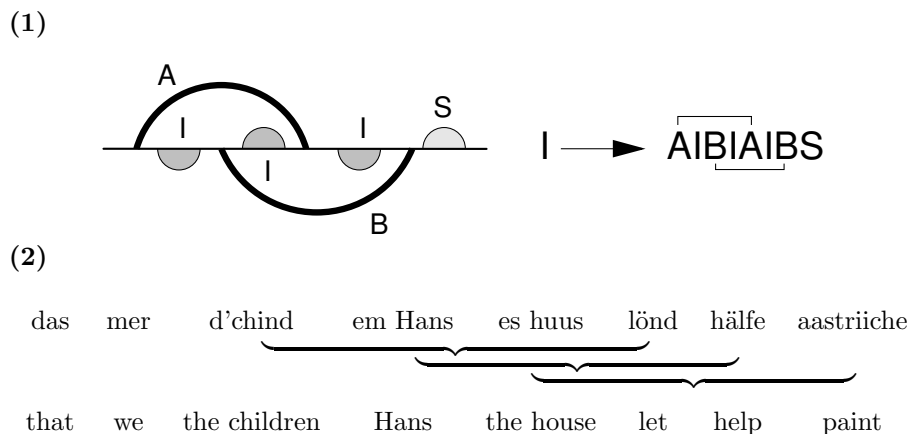 (1)
A
I I S
I
B
I AIBIAIBS
(2)
das mer d'chind em Hans es huus lönd hälfe aastriiche
that we the children Hans the house let help paint